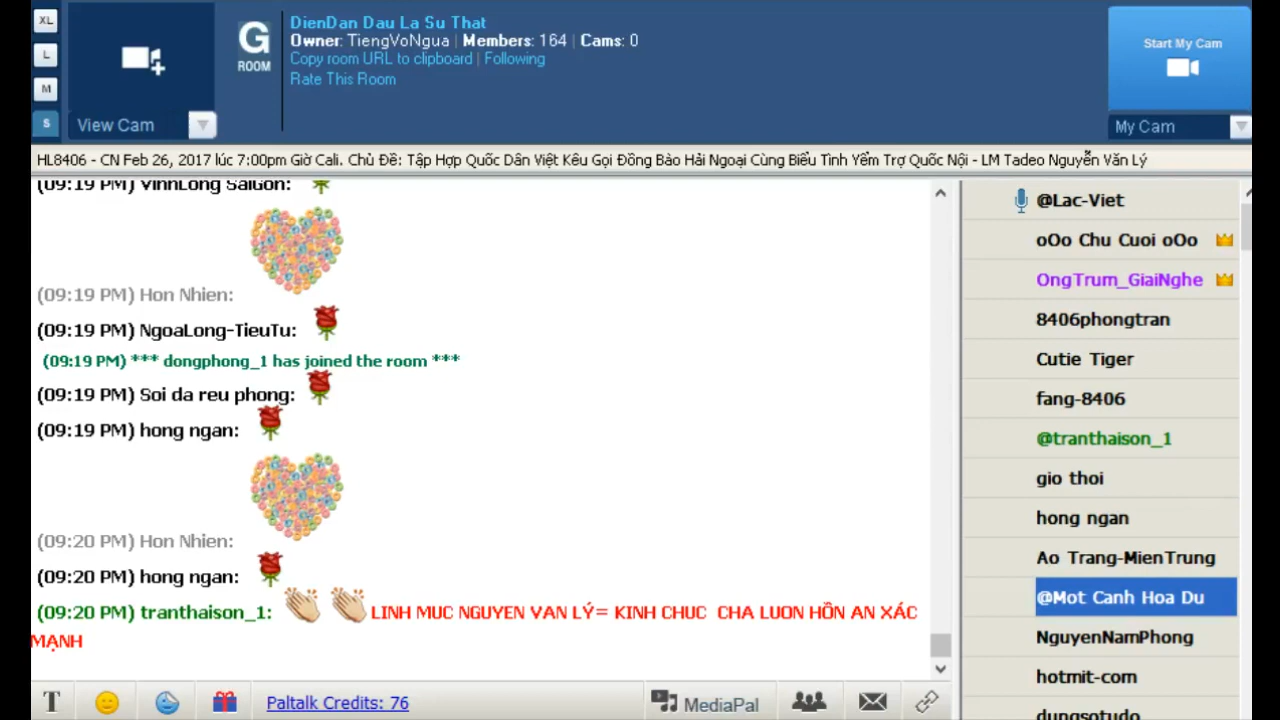 XL
L
M
S
View Cam
G
ROOM
DienDan Dau La Su That
Owner: TiengVoNgua | Members: 164 | Cams: 0
Copy room URL to clipboard | Following
Rate This Room
Start My Cam
My Cam
HL8406 - CN Feb 26, 2017 lúc 7:00pm Giờ Cali. Chủ Đề: Tập Hợp Quốc Dân Việt Kêu Gọi Đồng Bào Hải Ngoại Cùng Biểu Tình Yểm Trợ Quốc Nội - LM Tadeo Nguyễn Văn Lý
(09:19 PM) VinhLong SaiGon:
(09:19 PM) Hon Nhien:
(09:19 PM) NgoaLong-TieuTu:
(09:19 PM) *** dongphong_1 has joined the room ***
(09:19 PM) Soi da reu phong:
(09:19 PM) hong ngan:
(09:20 PM) Hon Nhien:
(09:20 PM) hong ngan:
(09:20 PM) tranthaison_1: LINH MUC NGUYEN VAN LÝ= KINH CHUC CHA LUON HỒN AN XÁC
MẠNH
@Lac-Viet
oOo Chu Cuoi oOo
OngTrum_GiaiNghe
8406phongtran
Cutie Tiger
fang-8406
@tranthaison_1
gio thoi
hong ngan
Ao Trang-MienTrung
@Mot Canh Hoa Du
NguyenNamPhong
hotmit-com
dungsotudo
T
Paltalk Credits: 76
MediaPal